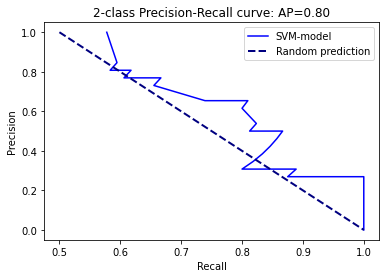 2-class Precision-Recall curve: AP=0.80
SVM-model
Random prediction
Precision
1.0
0.8
0.6
0.4
0.2
0.0
0.5 0.6 0.7 0.8 0.9 1.0
Recall